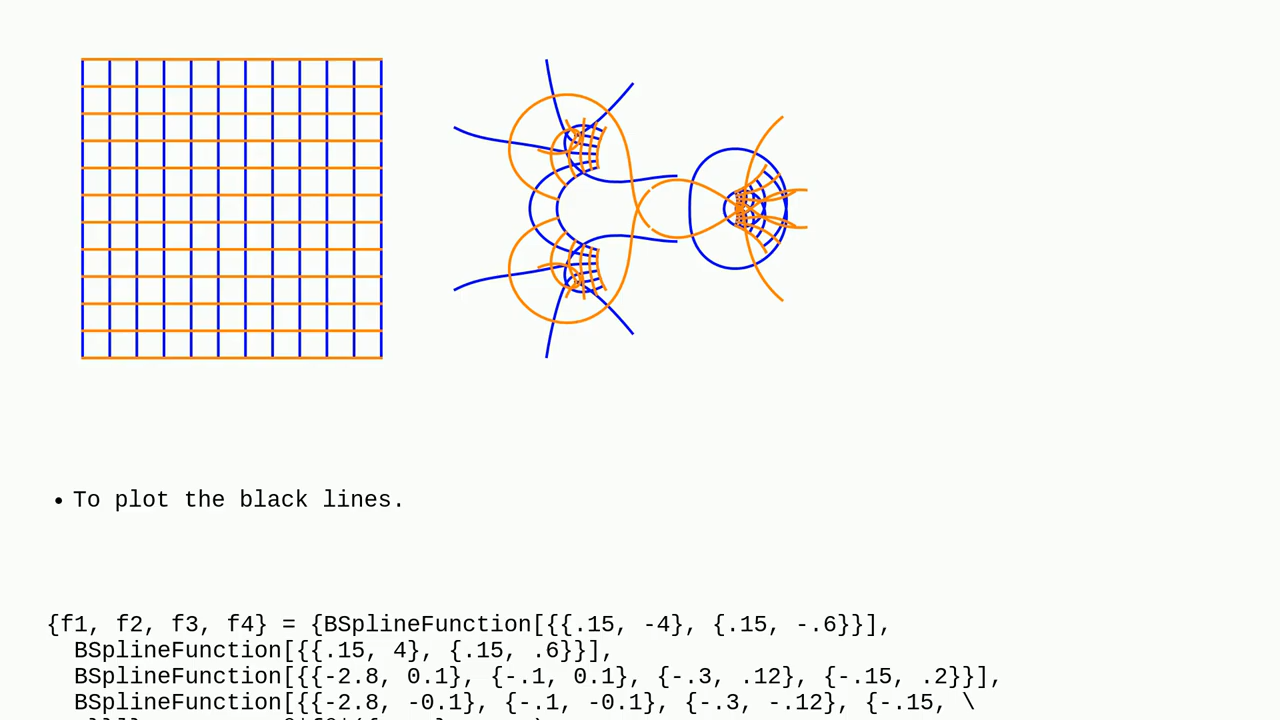 • To plot the black lines.
{f1, f2, f3, f4} = {BSplineFunction[{{.15, -4}, {.15, -.6}}],
BSplineFunction[{{.15, 4}, {.15, .6}}],
BSplineFunction[{{-2.8, 0.1}, {-.1, 0.1}, {-.3, .12}, {-.15, .2}}],
BSplineFunction[{{-2.8, -0.1}, {-.1, -0.1}, {-.3, -.12}, {-.15, \